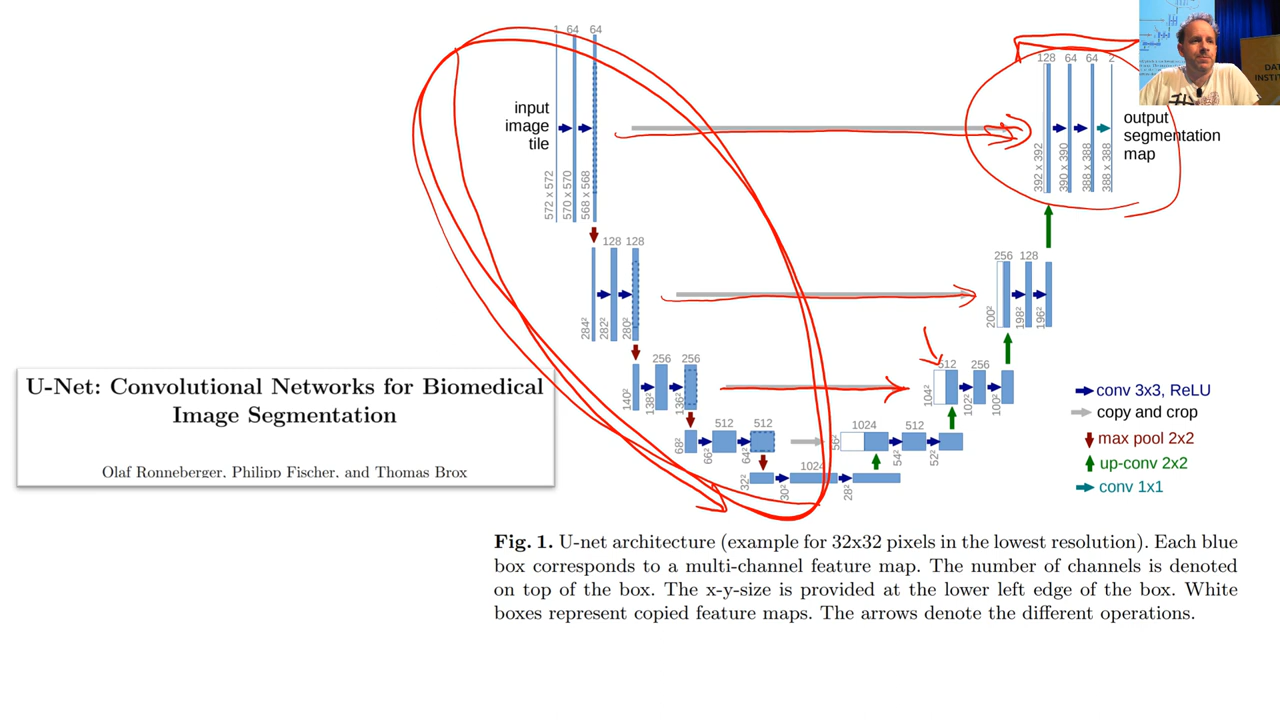 1 64 64
128 64 64 2
input
image
tile
output
segmentation
map
572 x 572
570 x 570
568 x 568
392 x 392
390 x 390
388 x 388
388 x 388
DAT
INSTIT
128 128
256 128
284²
282²
280²
200²
198²
196²
256 256
512 256
140²
138²
136²
104²
102²
100²
512 512
1024 512
68²
66²
64²
56²
54²
52²
1024
32²
30²
28²
conv 3x3, ReLU
copy and crop
max pool 2x2
up-conv 2x2
conv 1x1
U-Net: Convolutional Networks for Biomedical
Image Segmentation
Olaf Ronneberger, Philipp Fischer, and Thomas Brox
Fig. 1. U-net architecture (example for 32x32 pixels in the lowest resolution). Each blue
box corresponds to a multi-channel feature map. The number of channels is denoted
on top of the box. The x-y-size is provided at the lower left edge of the box. White
boxes represent copied feature maps. The arrows denote the different operations.